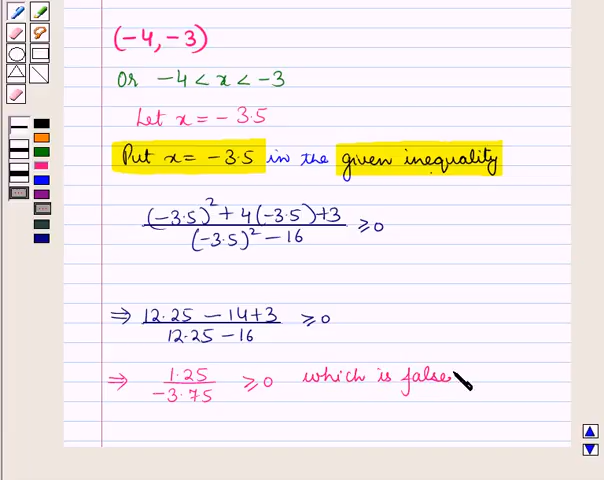 (-4, -3)
Or -4 < x < -3
Let x = -3.5
Put x = -3.5 in the given inequality
((-3.5)² + 4(-3.5) + 3) / ((-3.5)² - 16) ≥ 0
⇒ (12.25 - 14 + 3) / (12.25 - 16) ≥ 0
⇒ 1.25 / -3.75 ≥ 0 which is false